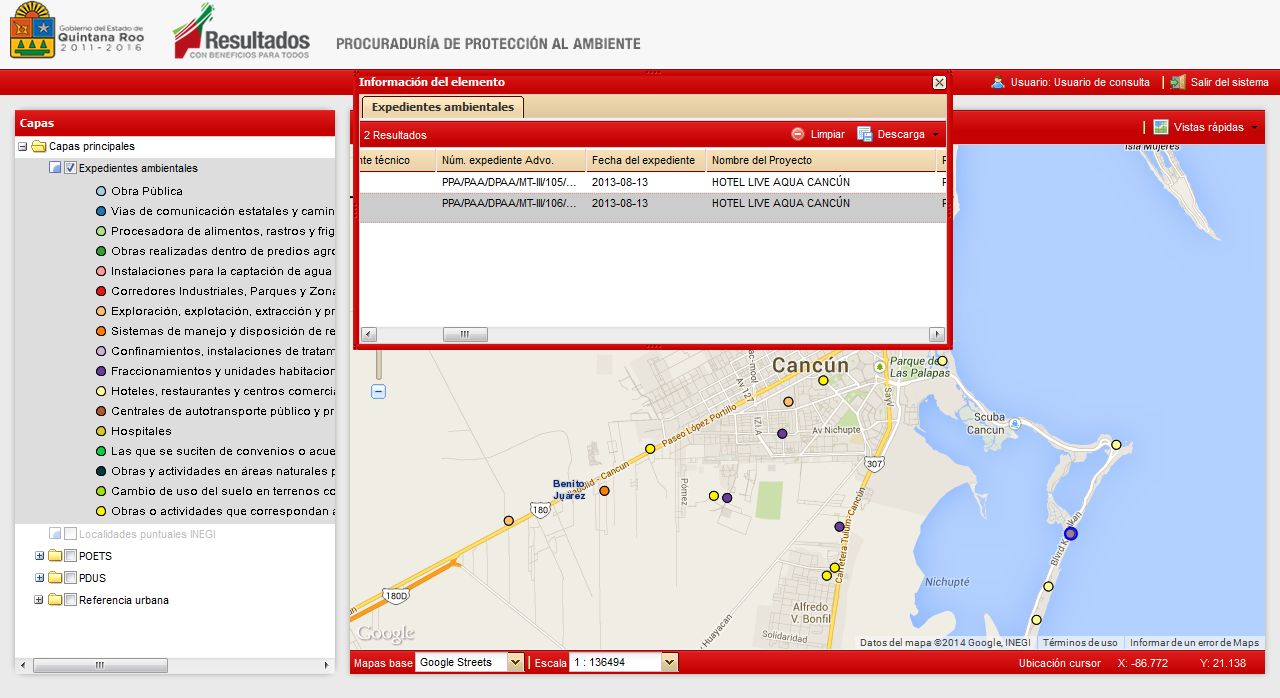 Gobierno del Estado de
Quintana Roo
2011-2016
Resultados
CON BENEFICIOS PARA TODOS
PROCURADURÍA DE PROTECCIÓN AL AMBIENTE
Usuario: Usuario de consulta
Salir del sistema
Información del elemento
Expedientes ambientales
2 Resultados
Limpiar
Descarga
nte técnico
Núm. expediente Advo.
Fecha del expediente
Nombre del Proyecto
PPA/PAA/DPAA/MT-III/105/...
2013-08-13
HOTEL LIVE AQUA CANCÚN
PPA/PAA/DPAA/MT-III/106/...
2013-08-13
HOTEL LIVE AQUA CANCÚN
Vistas rápidas
Capas
Capas principales
Expedientes ambientales
Obra Pública
Vias de comunicación estatales y camin
Procesadora de alimentos, rastros y frig
Obras realizadas dentro de predios agro
Instalaciones para la captación de agua
Corredores Industriales, Parques y Zona
Exploración, explotación, extracción y pr
Sistemas de manejo y disposición de re
Confinamientos, instalaciones de tratam
Fraccionamientos y unidades habitacion
Hoteles, restaurantes y centros comercia
Centrales de autotransporte público y pr
Hospitales
Las que se suciten de convenios o acue
Obras y actividades en áreas naturales p
Cambio de uso del suelo en terrenos co
Obras o actividades que correspondan a
Localidades puntuales INEGI
POETS
PDUS
Referencia urbana
Isla Mujeres
Cancún
Parque de
Las Palapas
Av 127
IZLA
Sayil
Paseo López Portillo
Av Nichupte
Scuba
Cancun
307
Benito
Juárez
180
Pómez
Carretera Tulum-Cancún
Nichupté
180D
Alfredo
V. Bonfil
Huayacan
Solidaridad
Google
Datos del mapa ©2014 Google, INEGI
Términos de uso
Informar de un error de Maps
Mapas base
Google Streets
Escala
1 : 136494
Ubicación cursor
X: -86.772
Y: 21.138